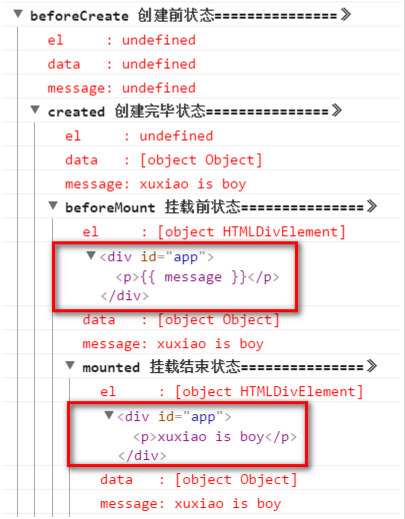 ▼ beforeCreate 创建前状态===============》
el : undefined
data : undefined
message: undefined
▼ created 创建完毕状态===============》
el : undefined
data : [object Object]
message: xuxiao is boy
▼ beforeMount 挂载前状态===============》
el : [object HTMLDivElement]
▼<div id="app">
<p>{{ message }}</p>
</div>
data : [object Object]
message: xuxiao is boy
▼ mounted 挂载结束状态===============》
el : [object HTMLDivElement]
▼<div id="app">
<p>xuxiao is boy</p>
</div>
data : [object Object]
message: xuxiao is boy